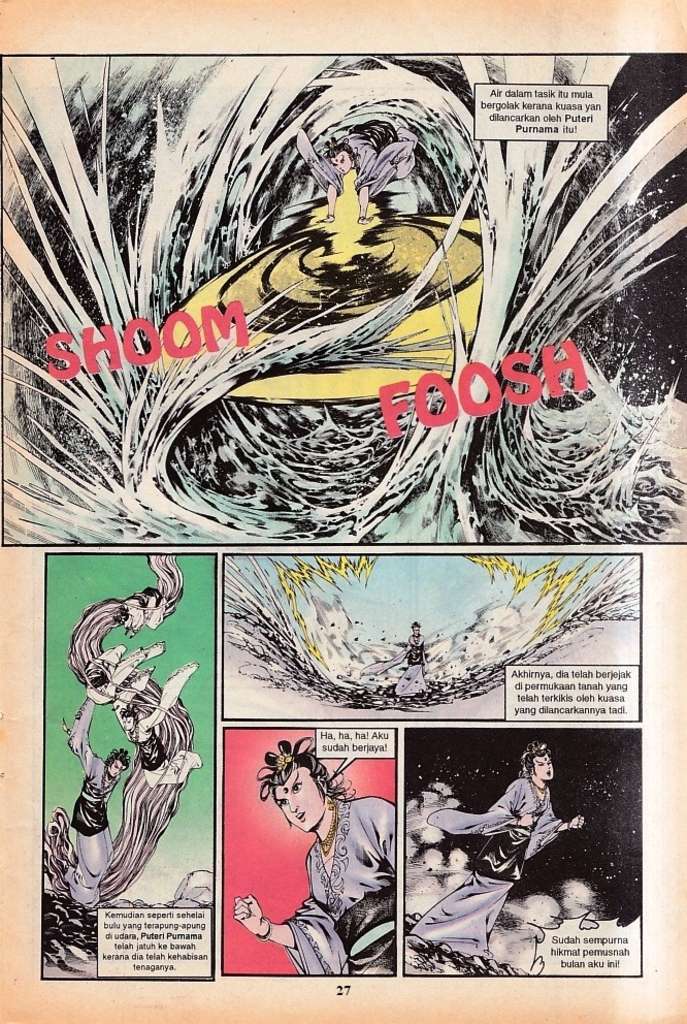 Air dalam tasik itu mula
bergolak kerana kuasa yan
dilancarkan oleh Puteri
Purnama itu!
SHOOM
FOOSH
Kemudian seperti sehelai
bulu yang terapung-apung
di udara, Puteri Purnama
telah jatuh ke bawah
kerana dia telah kehabisan
tenaganya.
Akhirnya, dia telah berjejak
di permukaan tanah yang
telah terkikis oleh kuasa
yang dilancarkannya tadi.
Ha, ha, ha! Aku
sudah berjaya!
Sudah sempurna
hikmat pemusnah
bulan aku ini!
27